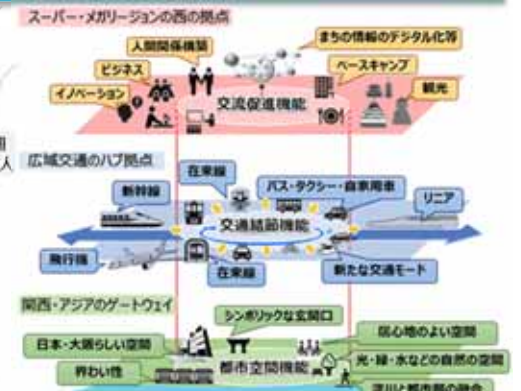 スーパー・メガリージョンの西の拠点
人間関係構築
まちの情報のデジタル化等
ビジネス
ベースキャンプ
イノベーション
観光
交流促進機能
人
広域交通のハブ拠点
在来線
新幹線
バス・タクシー・自家用車
リニア
交通結節機能
飛行機
在来線
新たな交通モード
関西・アジアのゲートウェイ
シンボリックな玄関口
日本・大阪らしい空間
居心地のよい空間
光・緑・水などの自然の空間
界わい性
都市空間機能